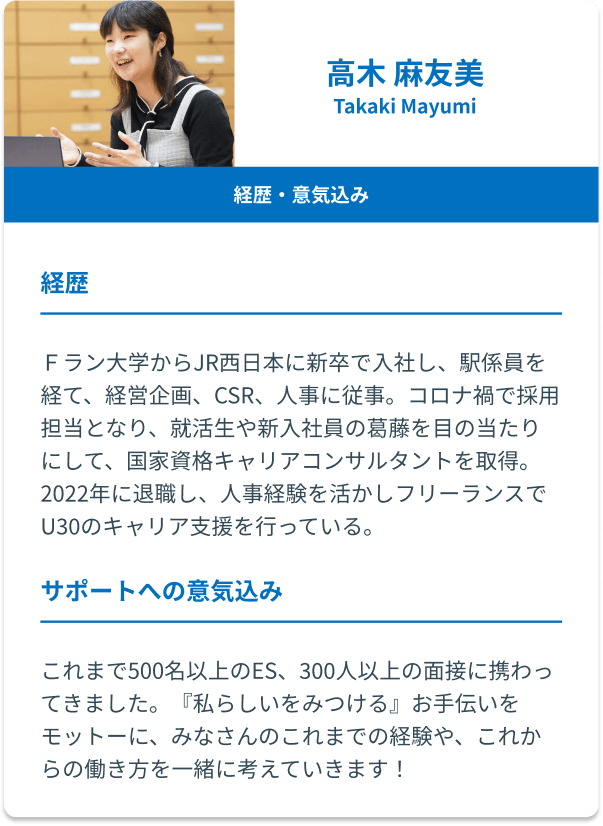 高木 麻友美
Takaki Mayumi
経歴・意気込み
経歴
Ｆラン大学からJR西日本に新卒で入社し、駅係員を
経て、経営企画、CSR、人事に従事。コロナ禍で採用
担当となり、就活生や新入社員の葛藤を目の当たり
にして、国家資格キャリアコンサルタントを取得。
2022年に退職し、人事経験を活かしフリーランスで
U30のキャリア支援を行っている。
サポートへの意気込み
これまで500名以上のES、300人以上の面接に携わっ
てきました。『私らしいをみつける』お手伝いを
モットーに、みなさんのこれまでの経験や、これか
らの働き方を一緒に考えていきます！